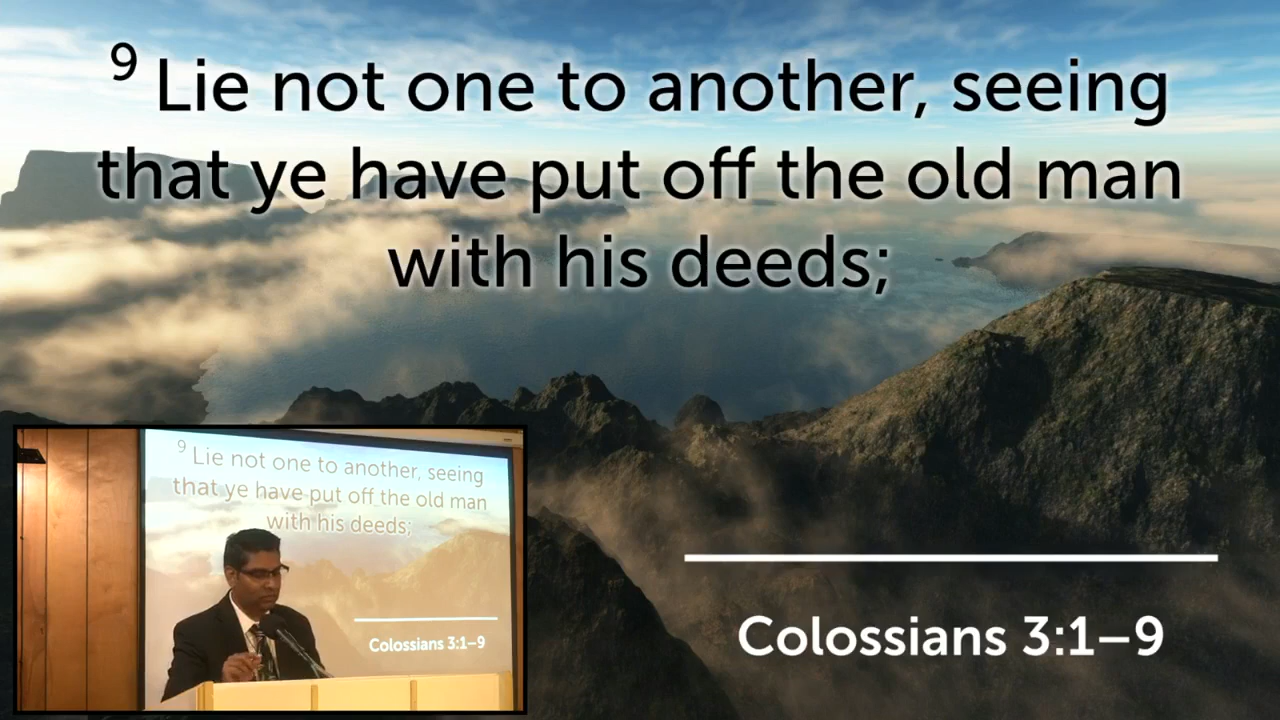 9 Lie not one to another, seeing
that ye have put off the old man
with his deeds;
Colossians 3:1–9
9 Lie not one to another, seeing
that ye have put off the old man
with his deeds;
Colossians 3:1–9